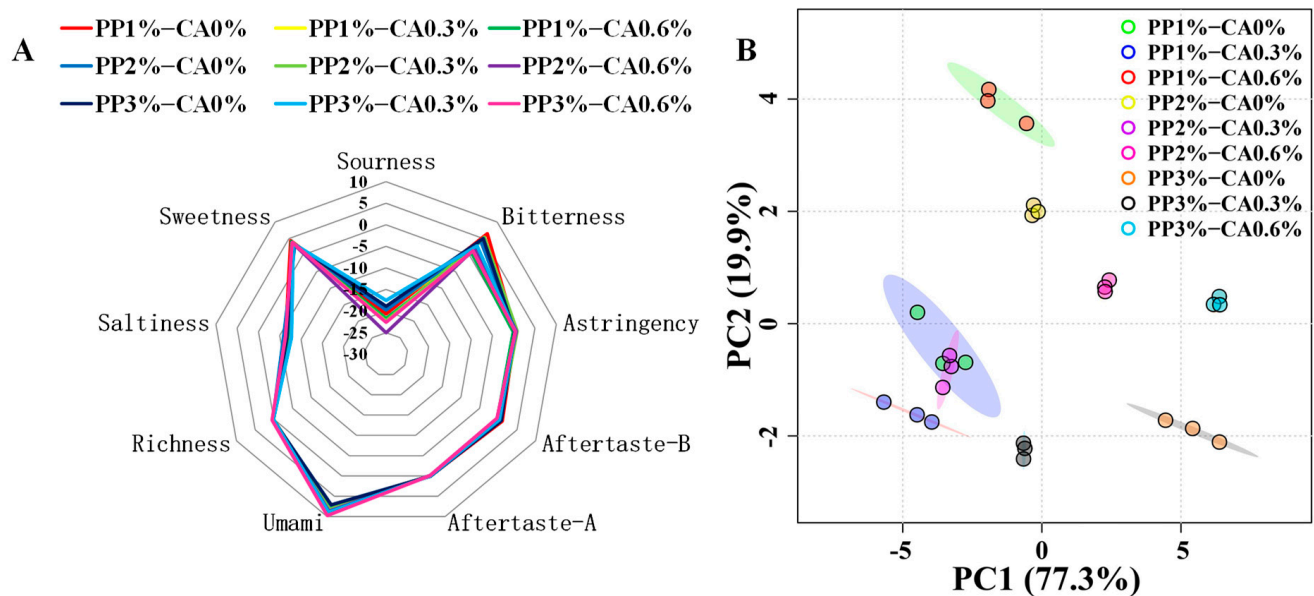 A
PP1%−CA0% PP1%−CA0.3% PP1%−CA0.6%
PP2%−CA0% PP2%−CA0.3% PP2%−CA0.6%
PP3%−CA0% PP3%−CA0.3% PP3%−CA0.6%
Sourness
10
5
0
-5
-10
-15
-20
-25
-30
Bitterness
Astringency
Aftertaste-B
Aftertaste-A
Umami
Richness
Saltiness
Sweetness
B
PP1%−CA0%
PP1%−CA0.3%
PP1%−CA0.6%
PP2%−CA0%
PP2%−CA0.3%
PP2%−CA0.6%
PP3%−CA0%
PP3%−CA0.3%
PP3%−CA0.6%
PC2 (19.9%)
4
2
0
-2
-5 0 5
PC1 (77.3%)